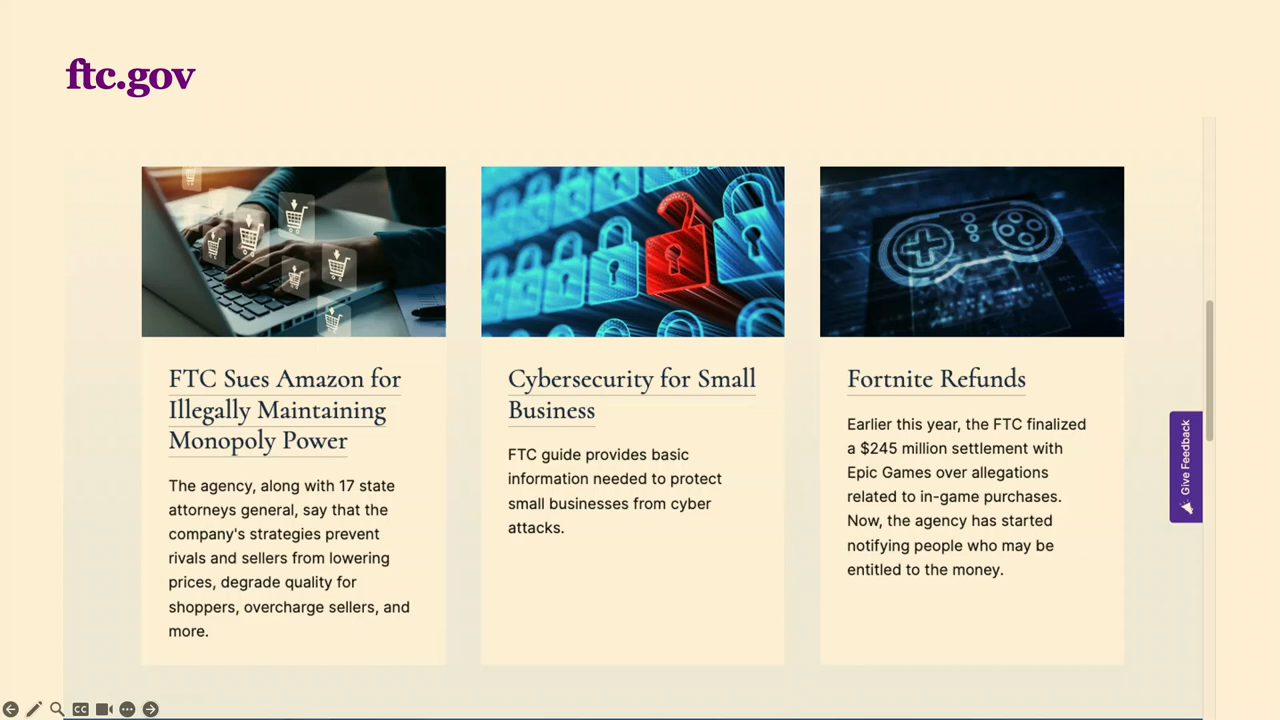 ftc.gov
FTC Sues Amazon for
Illegally Maintaining
Monopoly Power
The agency, along with 17 state
attorneys general, say that the
company's strategies prevent
rivals and sellers from lowering
prices, degrade quality for
shoppers, overcharge sellers, and
more.
Cybersecurity for Small
Business
FTC guide provides basic
information needed to protect
small businesses from cyber
attacks.
Fortnite Refunds
Earlier this year, the FTC finalized
a $245 million settlement with
Epic Games over allegations
related to in-game purchases.
Now, the agency has started
notifying people who may be
entitled to the money.
Give Feedback
CC